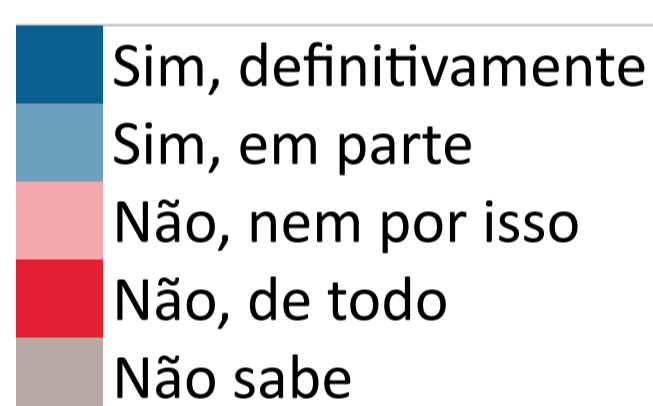 Sim, definitivamente
Sim, em parte
Não, nem por isso
Não, de todo
Não sabe